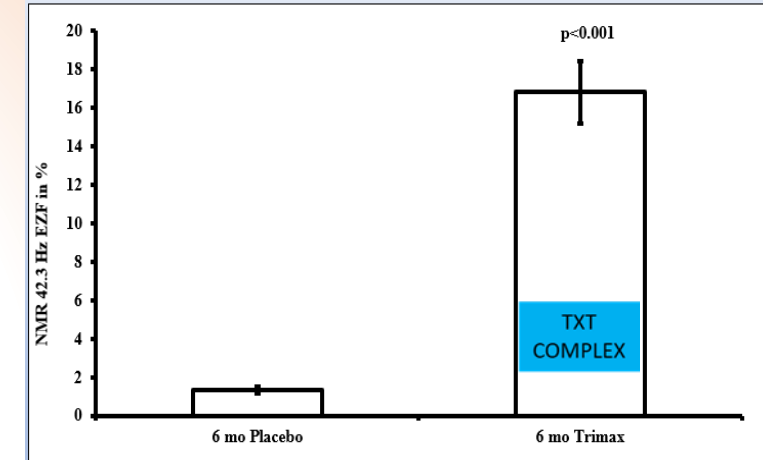 p<0.001
20
18
16
14
12
10
8
6
4
2
0
NMR 42.3 Hz EZF in %
TXT
COMPLEX
6 mo Placebo
6 mo Trimax